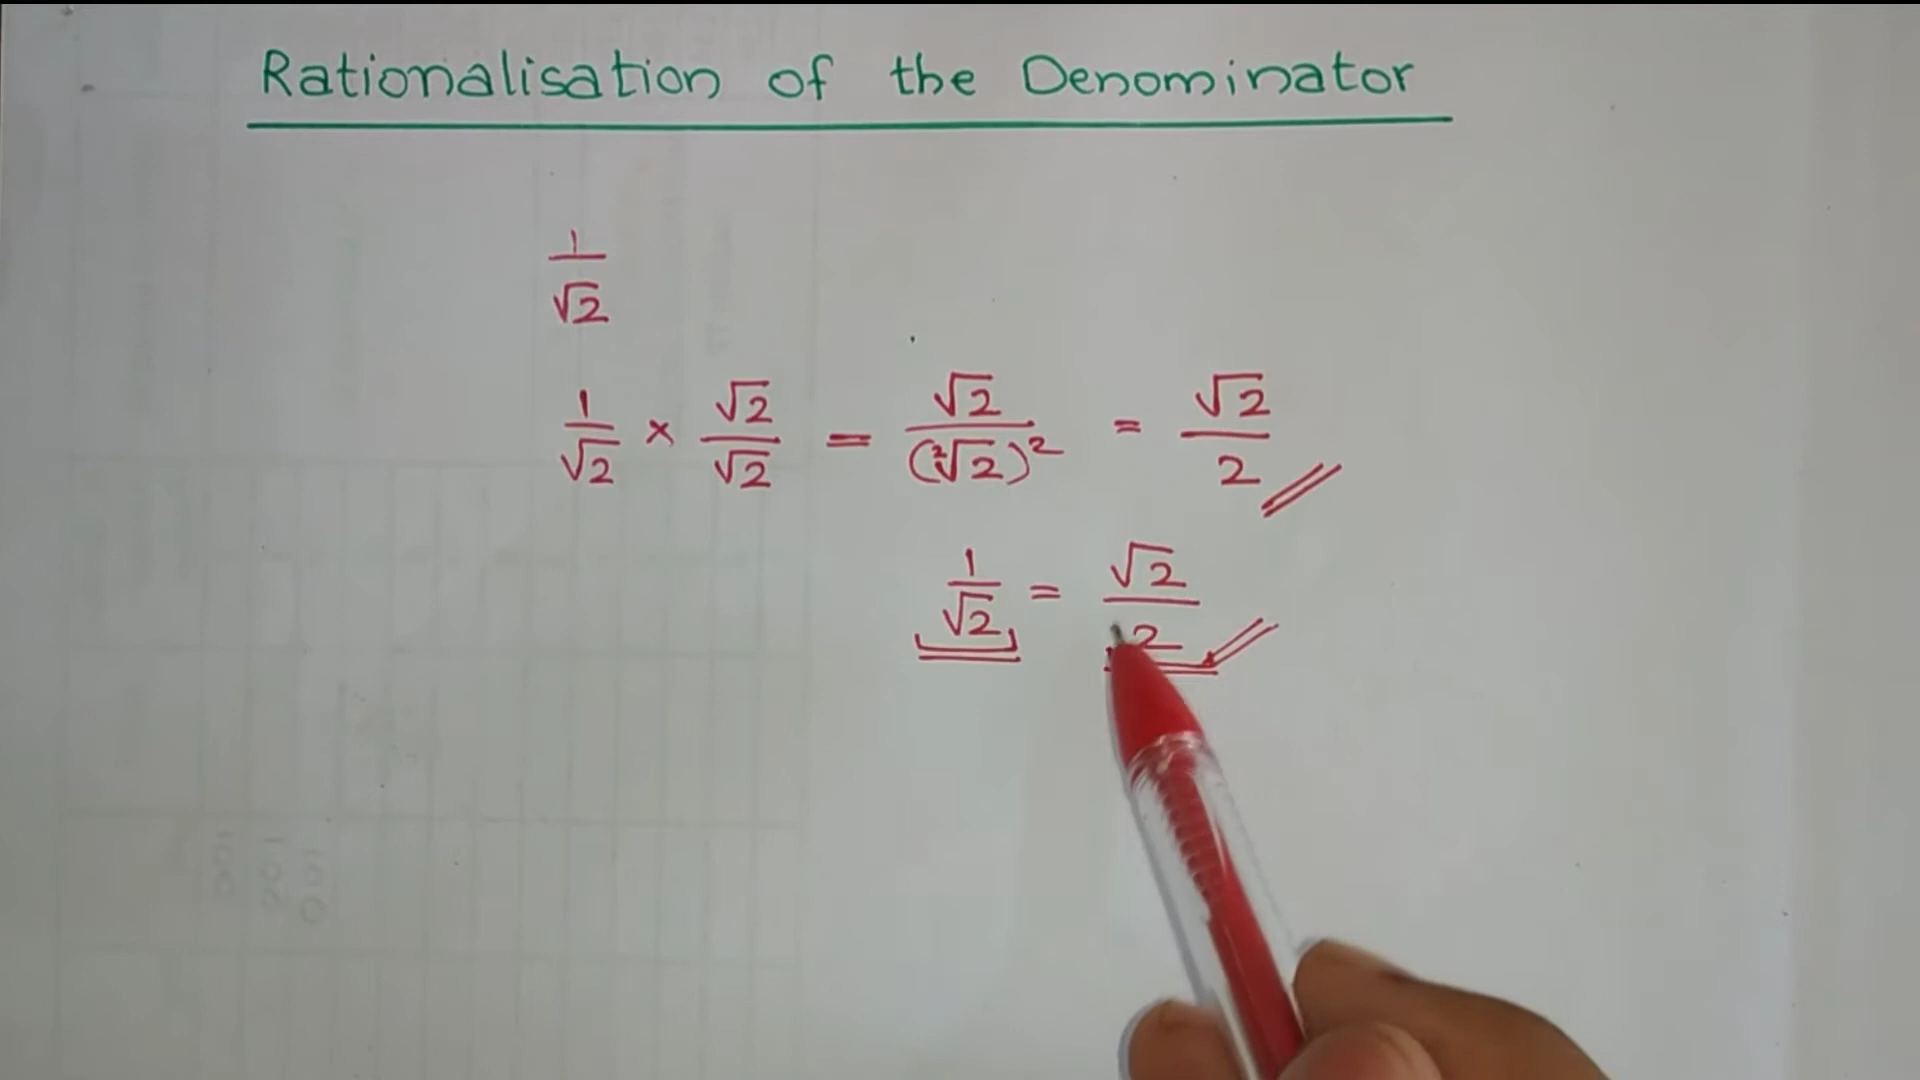 Rationalisation of the Denominator
1/√2
1/√2 × √2/√2 = √2/(²√2)² = √2/2
1/√2 = √2/2